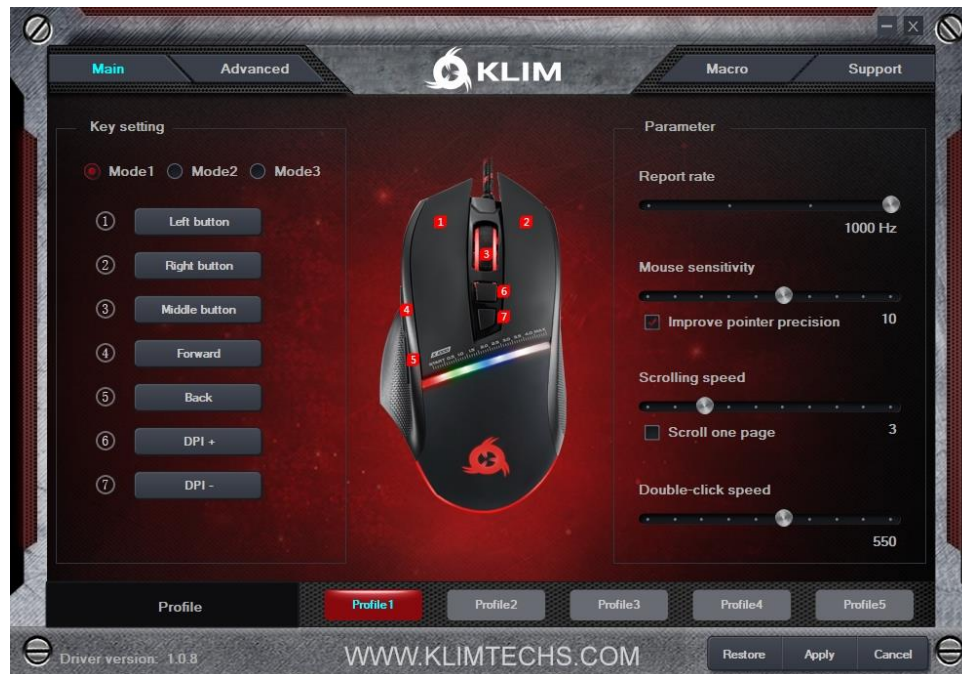 Main
Advanced
KLIM
Macro
Support
Key setting
Mode1 Mode2 Mode3
1 Left button
2 Right button
3 Middle button
4 Forward
5 Back
6 DPI +
7 DPI -
1
2
3
6
7
4
5
Parameter
Report rate
1000 Hz
Mouse sensitivity
Improve pointer precision 10
Scrolling speed
Scroll one page 3
Double-click speed
550
Profile
Profile1
Profile2
Profile3
Profile4
Profile5
Driver version: 1.0.8
WWW.KLIMTECHS.COM
Restore
Apply
Cancel